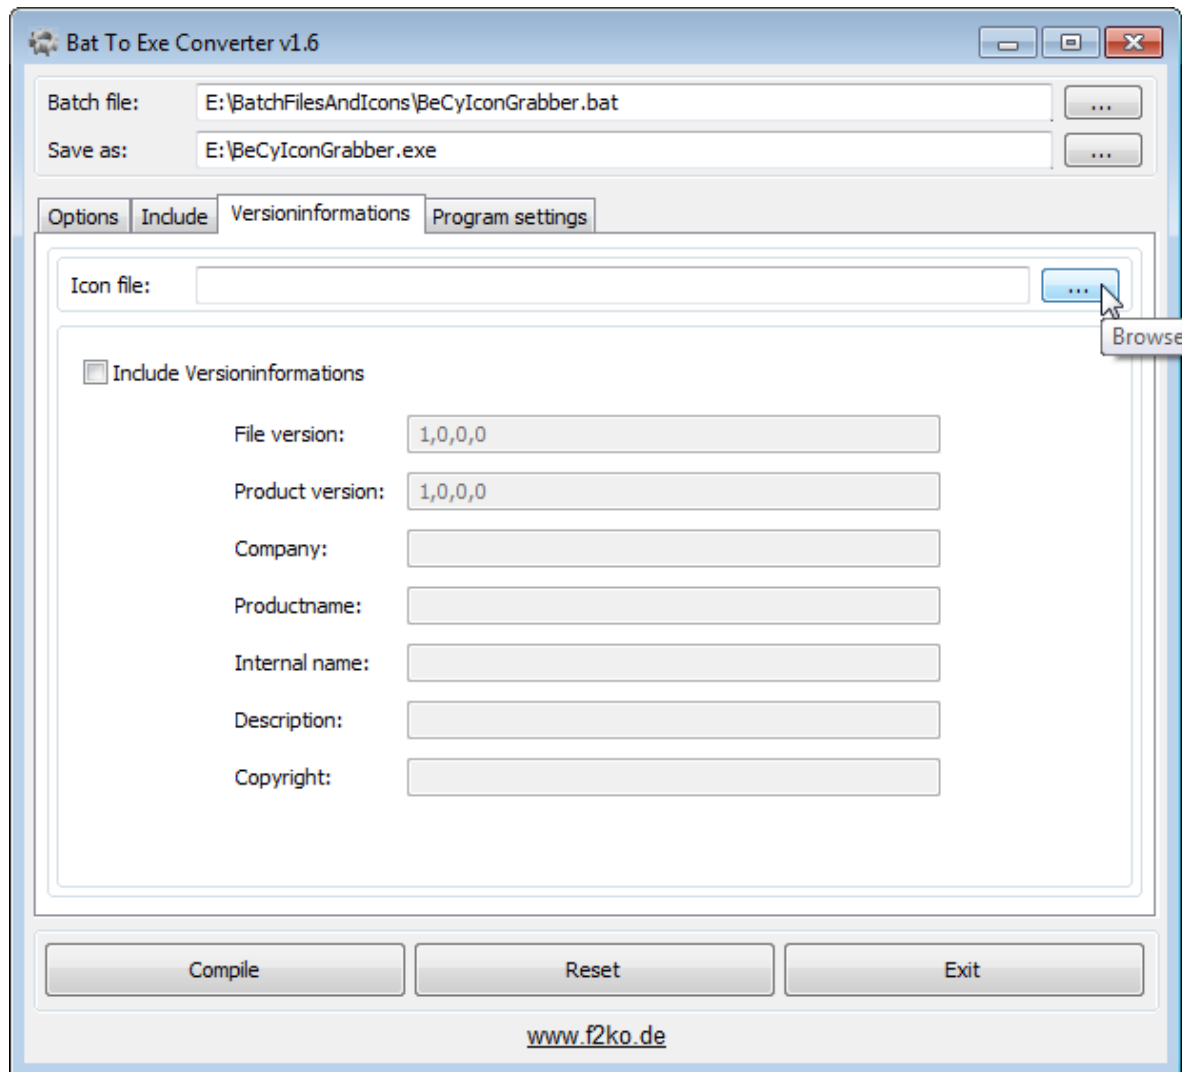 Bat To Exe Converter v1.6
Batch file: E:\BatchFilesAndIcons\BeCyIconGrabber.bat ...
Save as: E:\BeCyIconGrabber.exe ...
Options Include Versioninformations Program settings
Icon file: ...
Browse
Include Versioninformations
File version: 1,0,0,0
Product version: 1,0,0,0
Company:
Productname:
Internal name:
Description:
Copyright:
Compile Reset Exit
www.f2ko.de